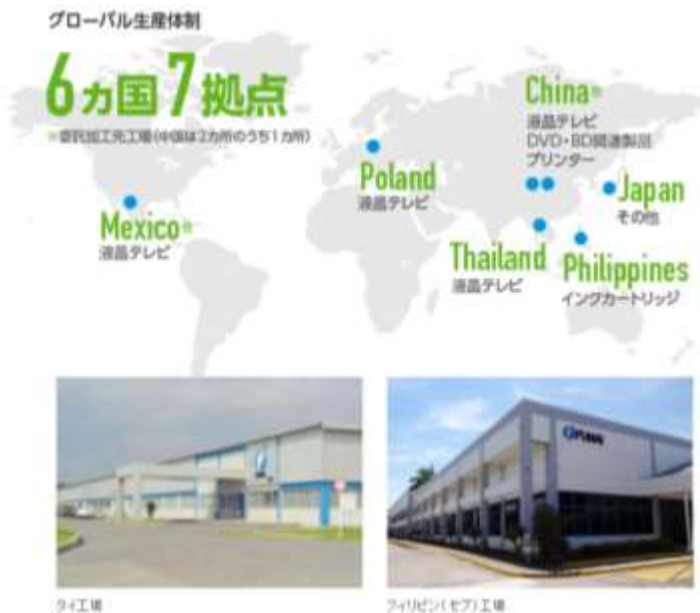 グローバル生産体制
6カ国7拠点
※委託加工先工場(中国は2カ所のうち1カ所)
China※
液晶テレビ
DVD・BD関連製品
プリンター
Poland
液晶テレビ
Japan
その他
Mexico※
液晶テレビ
Thailand
液晶テレビ
Philippines
インクカートリッジ
FUNAI
タイ工場
フィリピン(セブ)工場